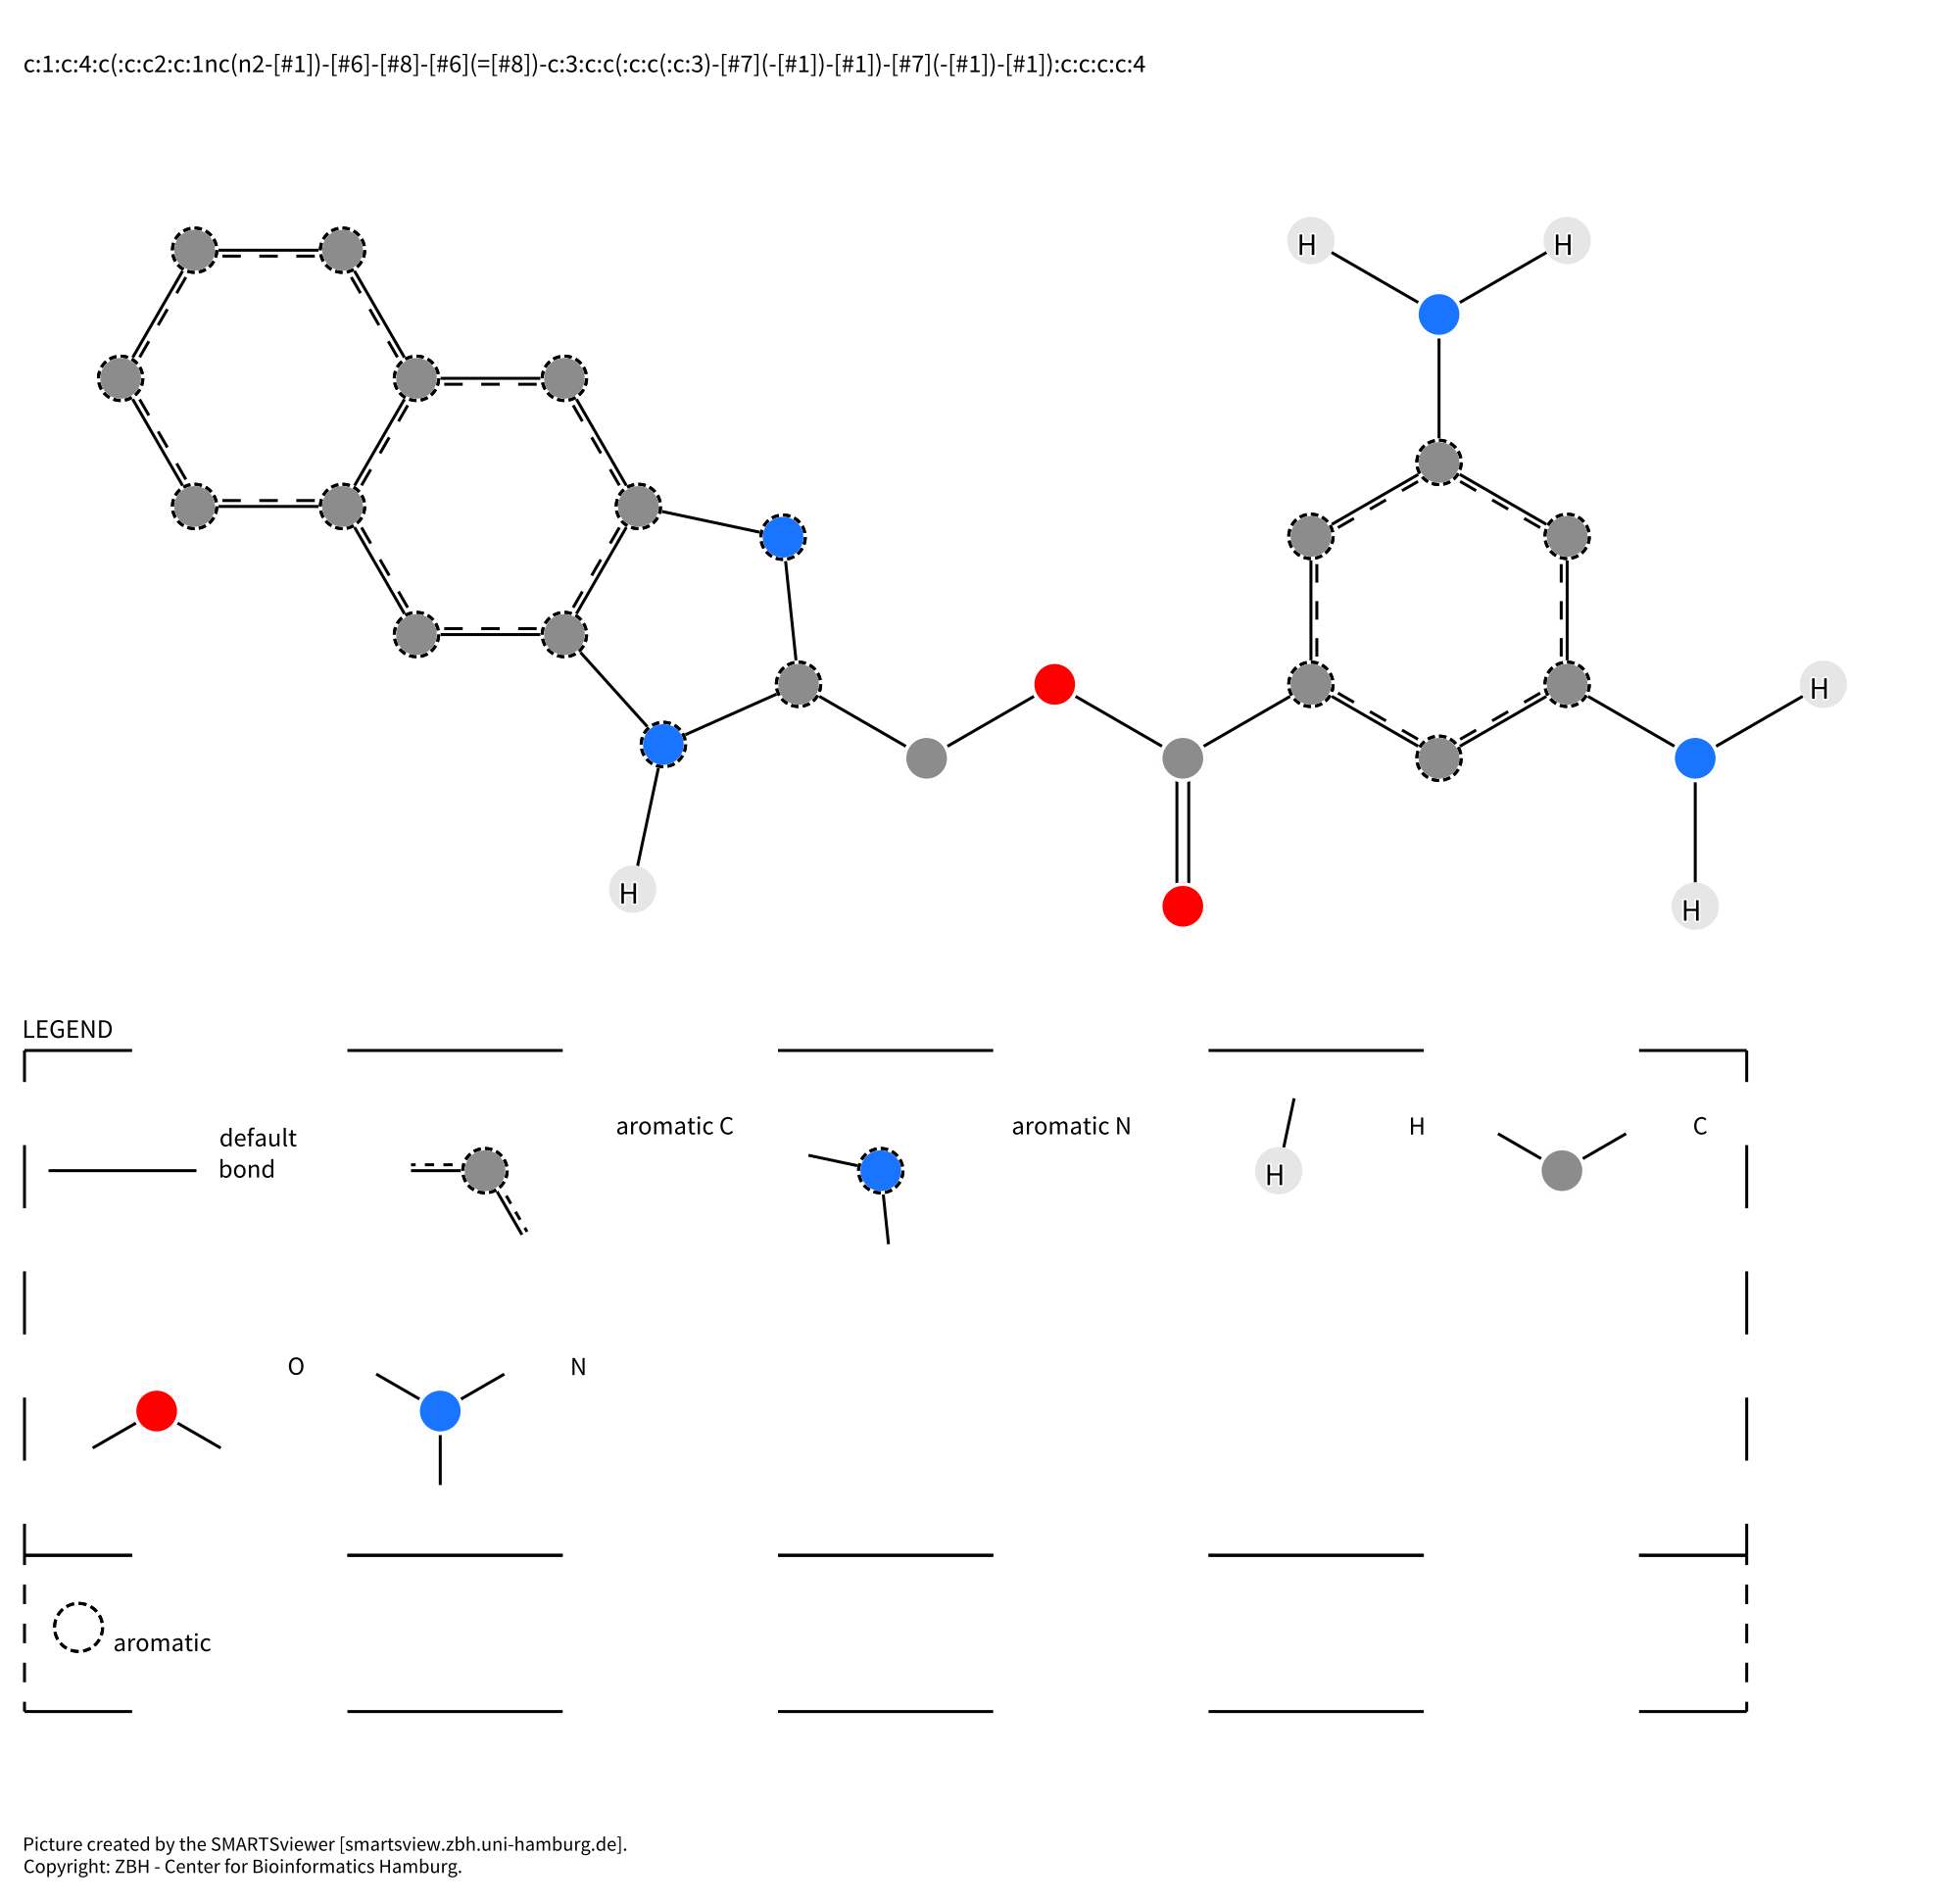 c:1:c:4:c(:c:c2:c:1nc(n2-[#1])-[#6]-[#8]-[#6](=[#8])-c:3:c:c(:c:c(:c:3)-[#7](-[#1])-[#1])-[#7](-[#1])-[#1]):c:c:c:c:4
H H
H
H
H
LEGEND
default
bond
aromatic C
aromatic N
H
H
C
O
N
aromatic
Picture created by the SMARTSviewer [smartsview.zbh.uni-hamburg.de].
Copyright: ZBH - Center for Bioinformatics Hamburg.